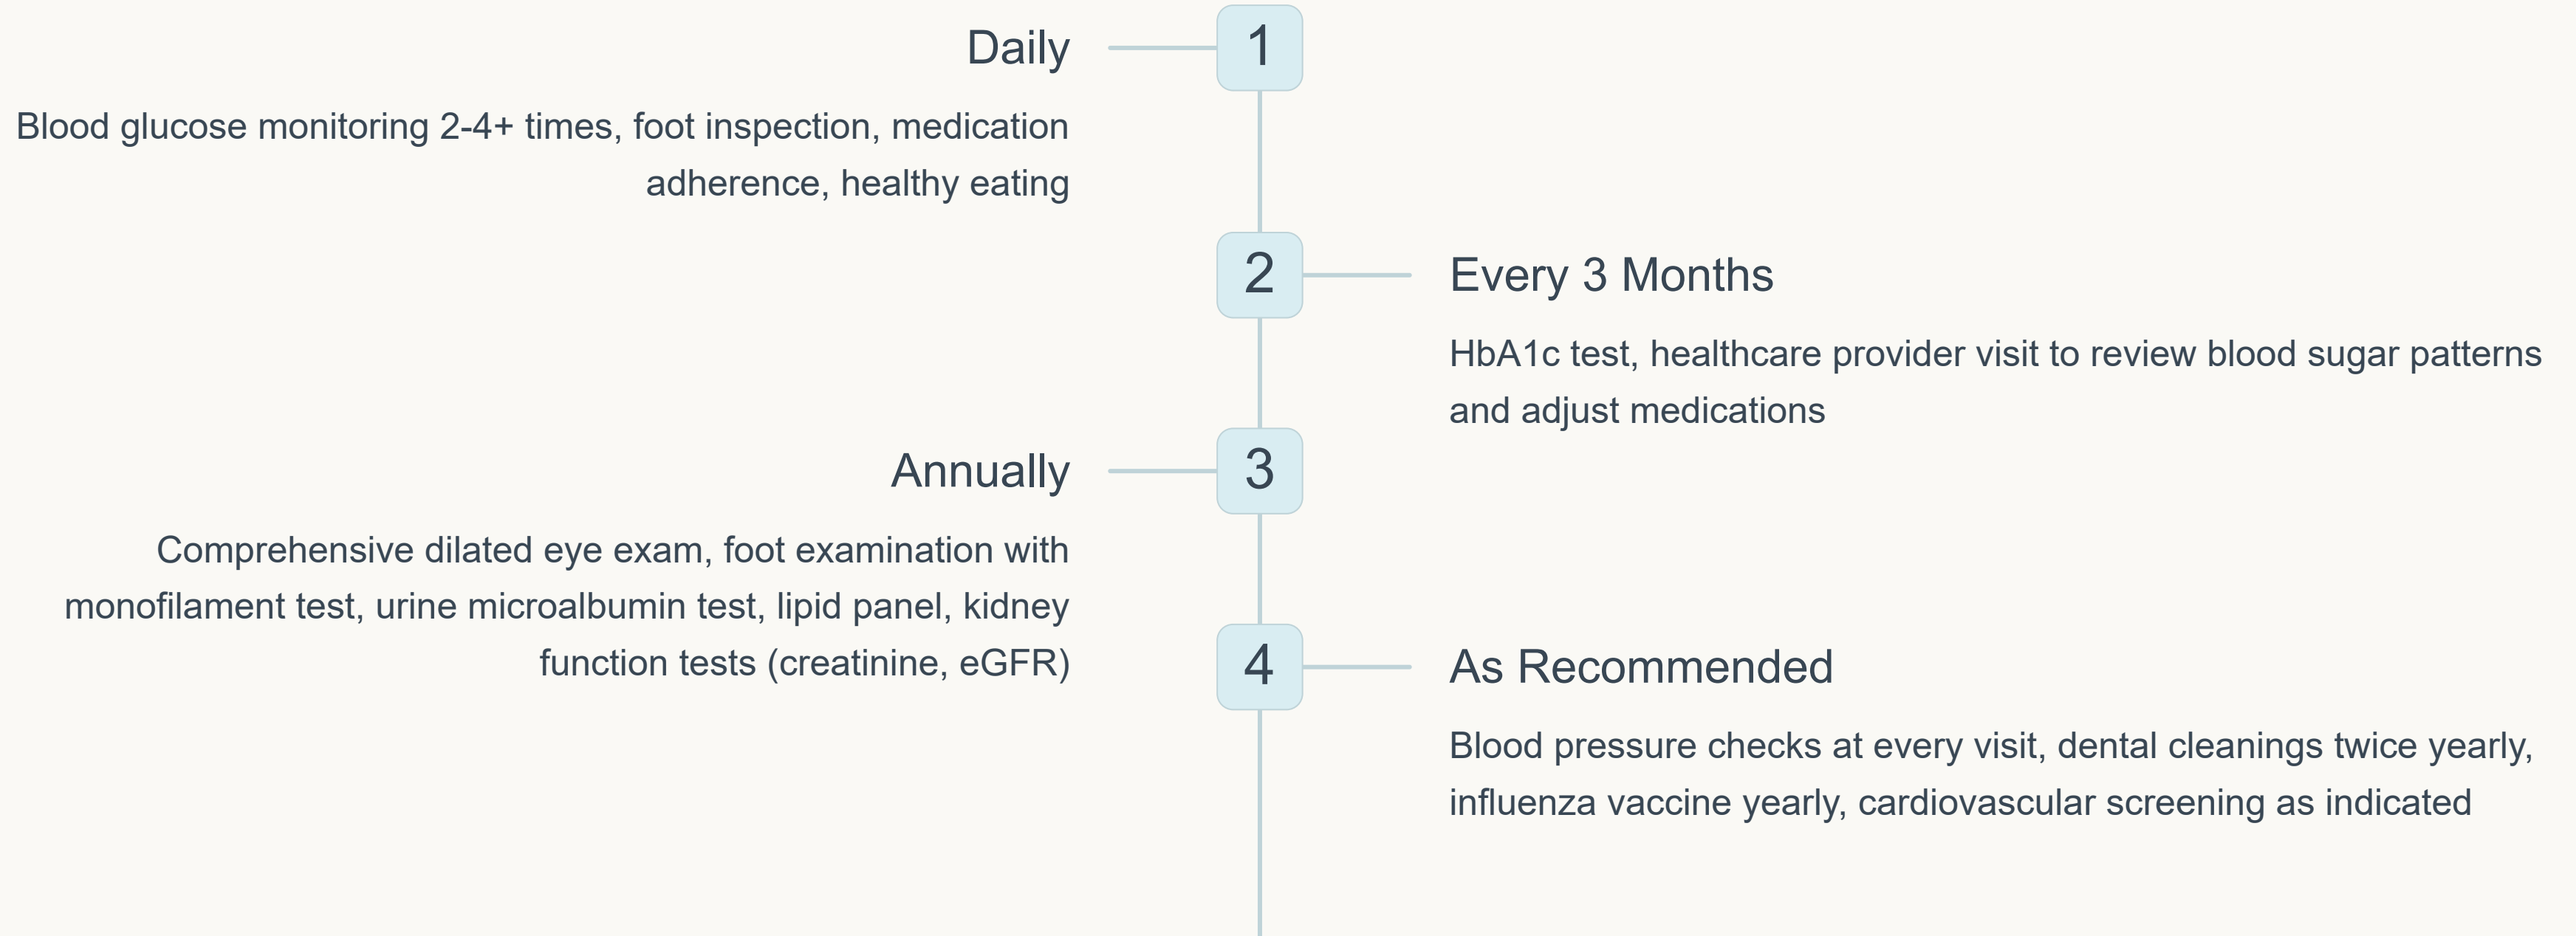 Daily
1
Blood glucose monitoring 2-4+ times, foot inspection, medication
adherence, healthy eating
2
Every 3 Months
HbA1c test, healthcare provider visit to review blood sugar patterns
and adjust medications
Annually
3
Comprehensive dilated eye exam, foot examination with
monofilament test, urine microalbumin test, lipid panel, kidney
function tests (creatinine, eGFR)
4
As Recommended
Blood pressure checks at every visit, dental cleanings twice yearly,
influenza vaccine yearly, cardiovascular screening as indicated